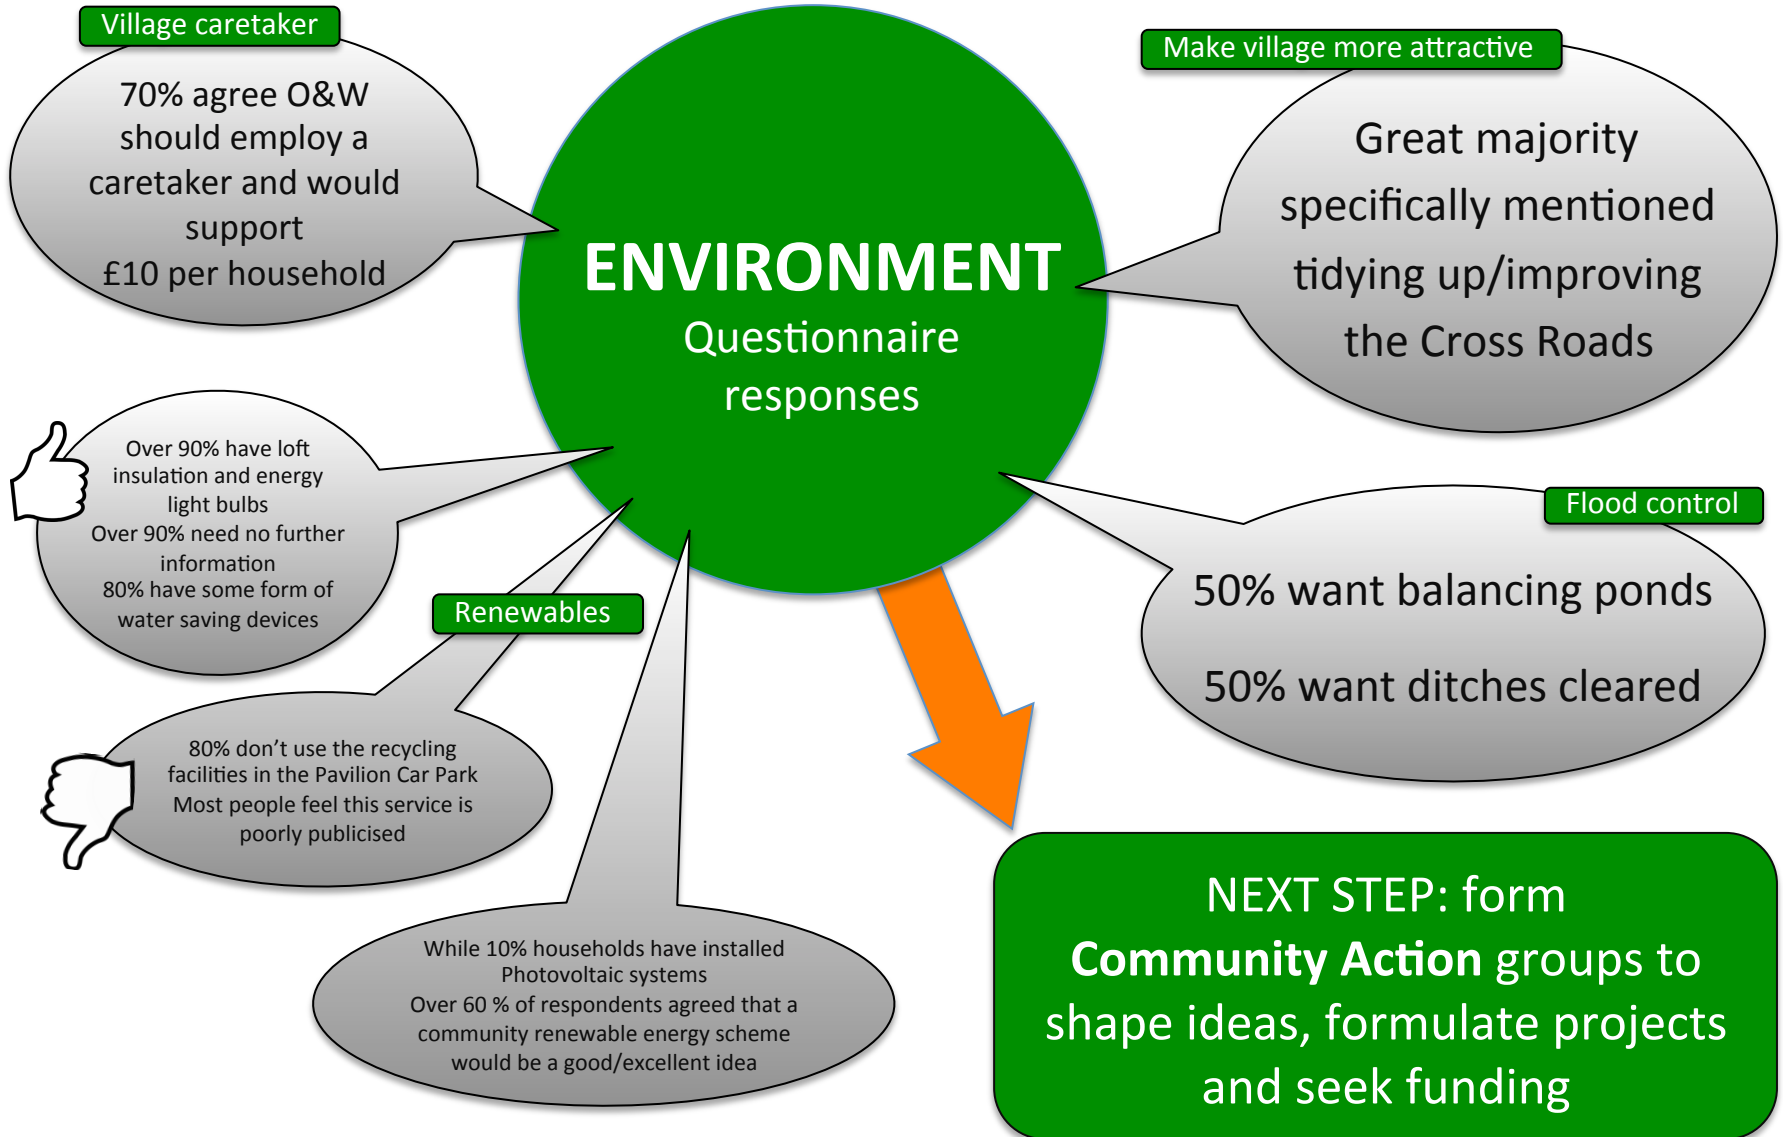 Village caretaker
70% agree O&W
should employ a
caretaker and would
support
£10 per household
ENVIRONMENT
Questionnaire
responses
Make village more attractive
Great majority
specifically mentioned
tidying up/improving
the Cross Roads
Over 90% have loft
insulation and energy
light bulbs
Over 90% need no further
information
80% have some form of
water saving devices
Flood control
50% want balancing ponds
50% want ditches cleared
Renewables
80% don’t use the recycling
facilities in the Pavilion Car Park
Most people feel this service is
poorly publicised
While 10% households have installed
Photovoltaic systems
Over 60 % of respondents agreed that a
community renewable energy scheme
would be a good/excellent idea
NEXT STEP: form
Community Action groups to
shape ideas, formulate projects
and seek funding